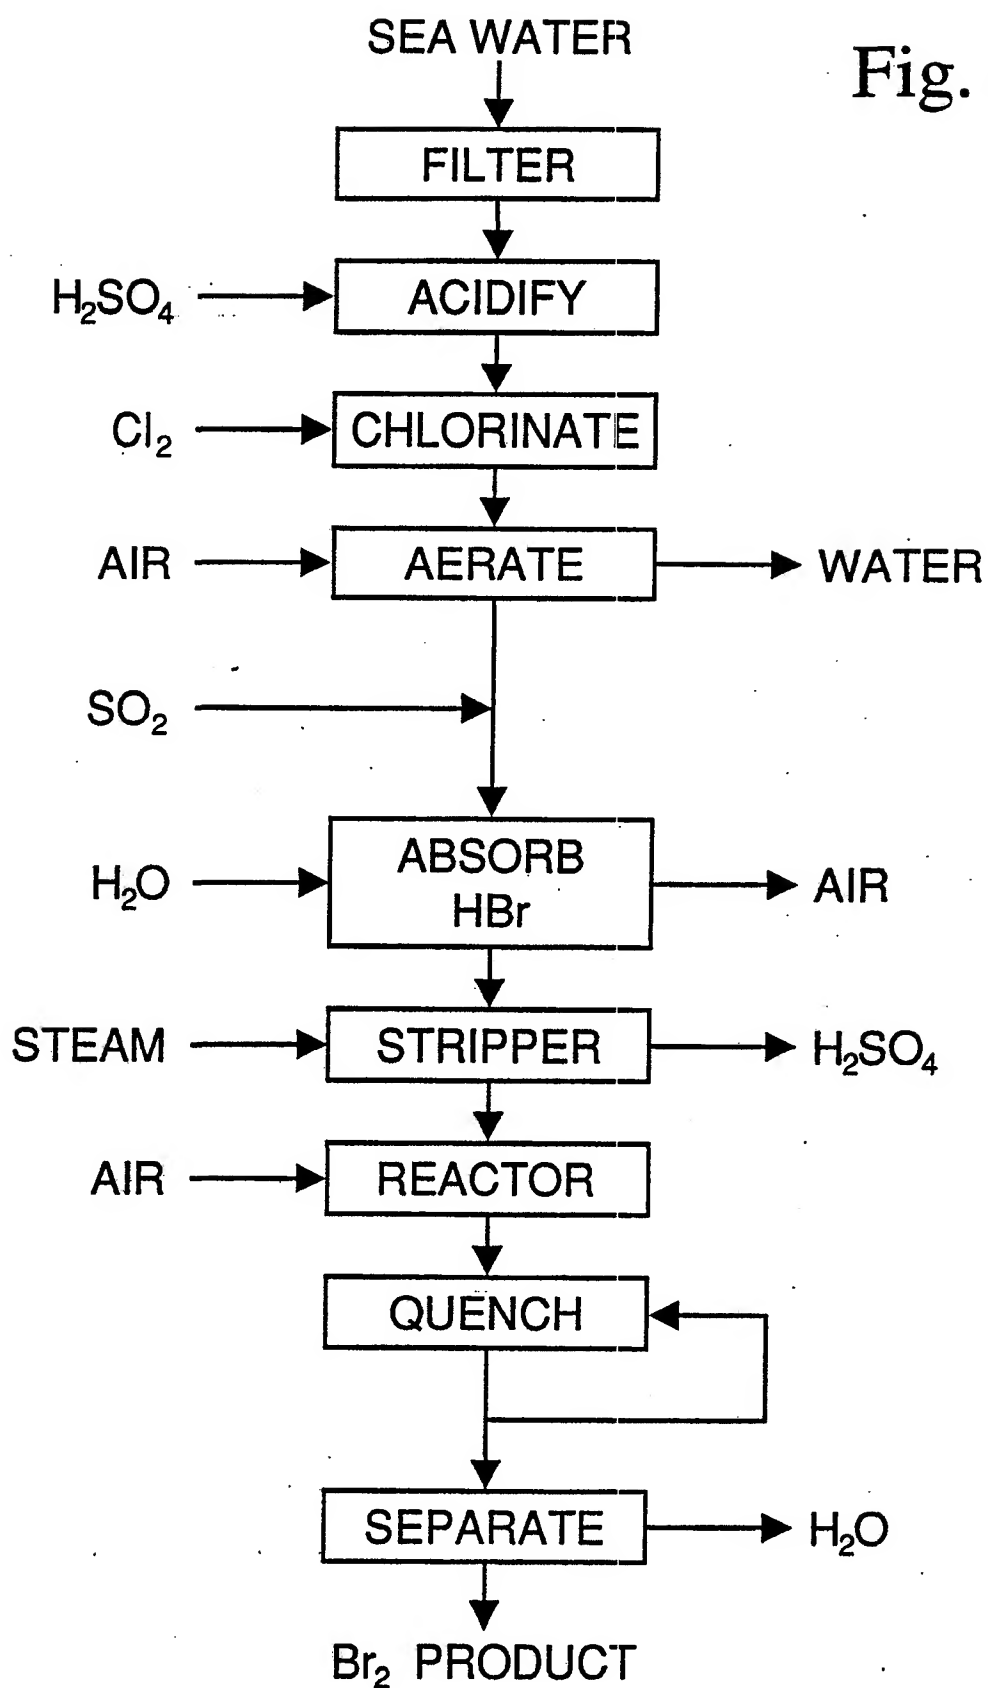 SEA WATER
Fig.
FILTER
H₂SO₄
ACIDIFY
Cl₂
CHLORINATE
AIR
AERATE
WATER
SO₂
ABSORB
HBr
H₂O
AIR
STEAM
STRIPPER
H₂SO₄
AIR
REACTOR
QUENCH
SEPARATE
H₂O
Br₂ PRODUCT